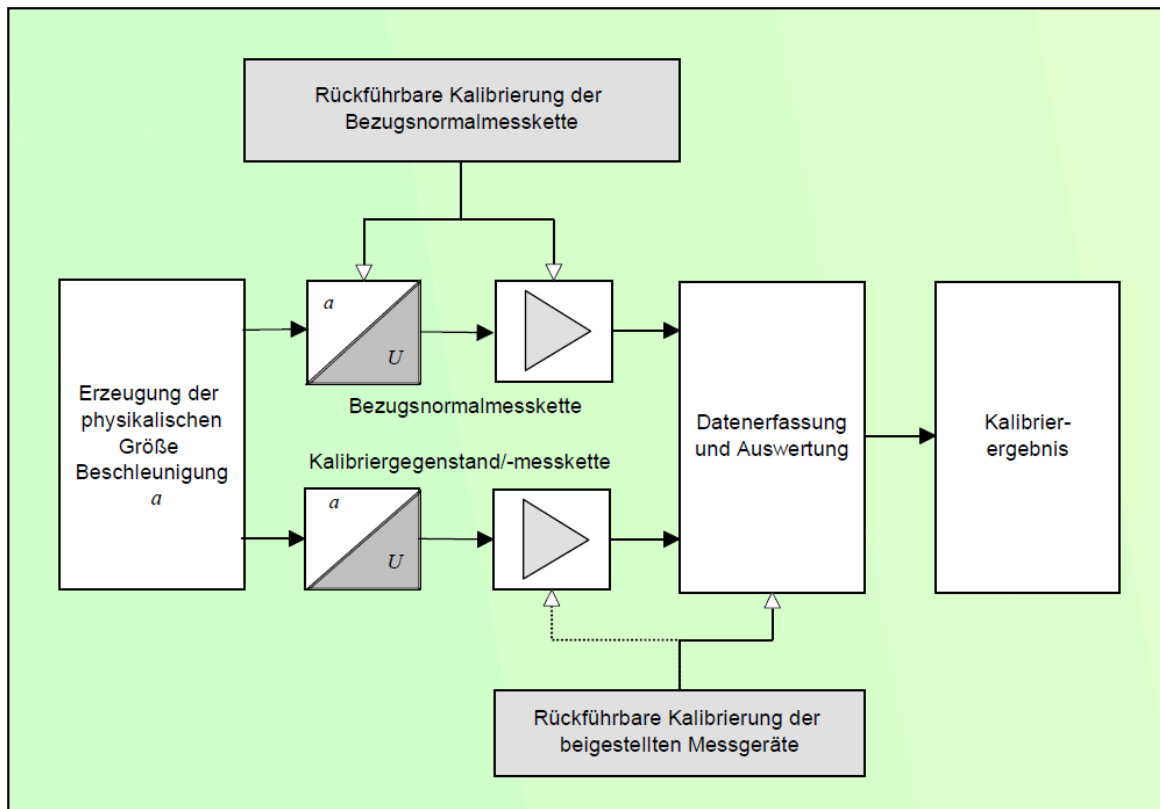 Rückführbare Kalibrierung der
Bezugsnormalmesskette
Erzeugung der
physikalischen
Größe
Beschleunigung
a
a
U
Bezugsnormalmesskette
Kalibriergegenstand/-messkette
a
U
Datenerfassung
und Auswertung
Kalibrier-
ergebnis
Rückführbare Kalibrierung der
beigestellten Messgeräte